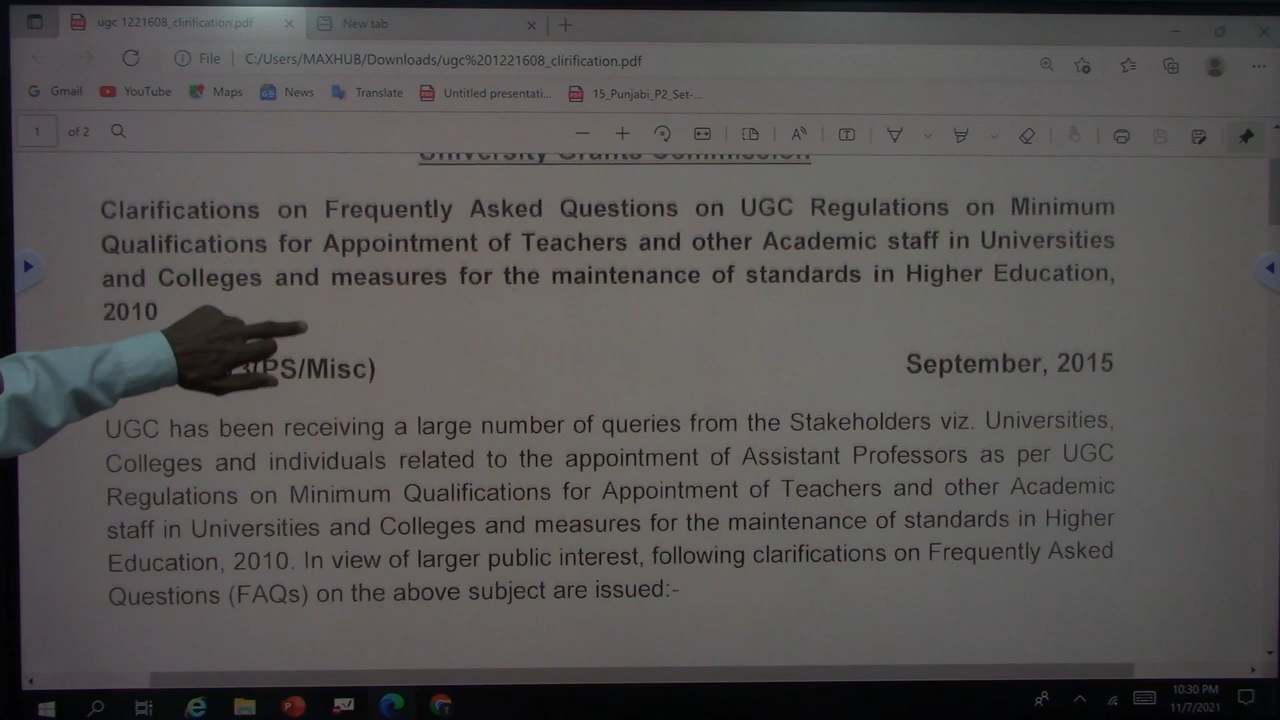 ugc 1221608_clirification.pdf
New tab
File
C:/Users/MAXHUB/Downloads/ugc%201221608_clirification.pdf
Gmail
YouTube
Maps
News
Translate
Untitled presentati...
15_Punjabi_P2_Set-...
1 of 2
University Grants Commission
Clarifications on Frequently Asked Questions on UGC Regulations on Minimum
Qualifications for Appointment of Teachers and other Academic staff in Universities
and Colleges and measures for the maintenance of standards in Higher Education,
2010
PS/Misc)
September, 2015
UGC has been receiving a large number of queries from the Stakeholders viz. Universities,
Colleges and individuals related to the appointment of Assistant Professors as per UGC
Regulations on Minimum Qualifications for Appointment of Teachers and other Academic
staff in Universities and Colleges and measures for the maintenance of standards in Higher
Education, 2010. In view of larger public interest, following clarifications on Frequently Asked
Questions (FAQs) on the above subject are issued:-
10:30 PM
11/7/2021